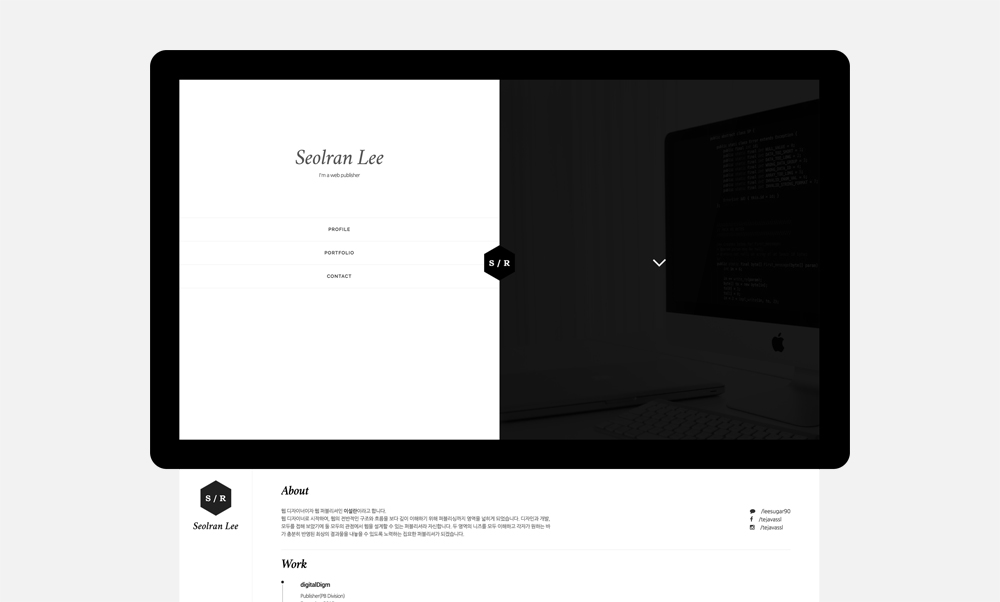 Seolran Lee
I'm a web publisher
PROFILE
PORTFOLIO
CONTACT
S / R
S / R
Seolran Lee
About
웹 디자이너이자 웹 퍼블리셔인 이설란이라고 합니다.
웹 디자이너로 시작하여, 웹의 전반적인 구조와 흐름을 보다 깊이 이해하기 위해 퍼블리싱까지 영역을 넓히게 되었습니다. 디자인과 개발,
모두를 접해 보았기에 둘 모두의 관점에서 웹을 설계할 수 있는 퍼블리셔라 자신합니다. 두 영역의 니즈를 모두 이해하고 각자가 원하는 바
가 충분히 반영된 최상의 결과물을 내놓을 수 있도록 노력하는 집요한 퍼블리셔가 되겠습니다.
/leesugar90
/tejavassl
/tejavassl
Work
digitalDigm
Publisher(PB Division)